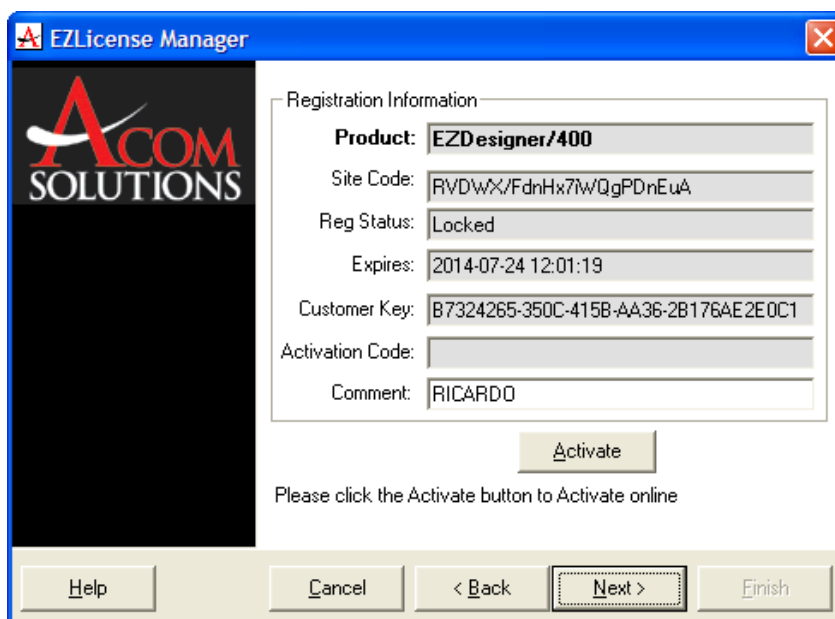 EZLicense Manager
ACOM
SOLUTIONS
Registration Information
Product: EZDesigner/400
Site Code: RVDWX/FdnHx7iWQgPDnEuA
Reg Status: Locked
Expires: 2014-07-24 12:01:19
Customer Key: B7324265-350C-415B-AA36-2B176AE2E0C1
Activation Code:
Comment: RICARDO
Activate
Please click the Activate button to Activate online
Help Cancel < Back Next > Finish